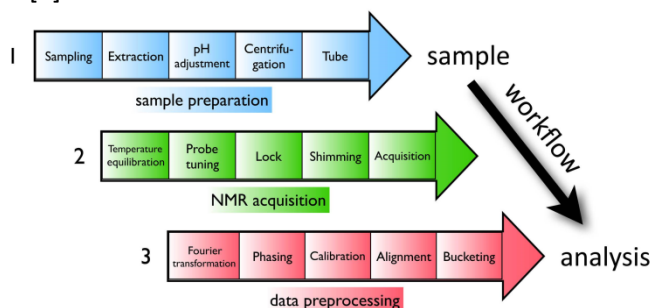 1
Sampling
Extraction
pH
adjustment
Centrifu-
gation
Tube
sample
sample preparation
workflow
2
Temperature
equilibration
Probe
tuning
Lock
Shimming
Acquisition
NMR acquisition
3
Fourier
transformation
Phasing
Calibration
Alignment
Bucketing
analysis
data preprocessing